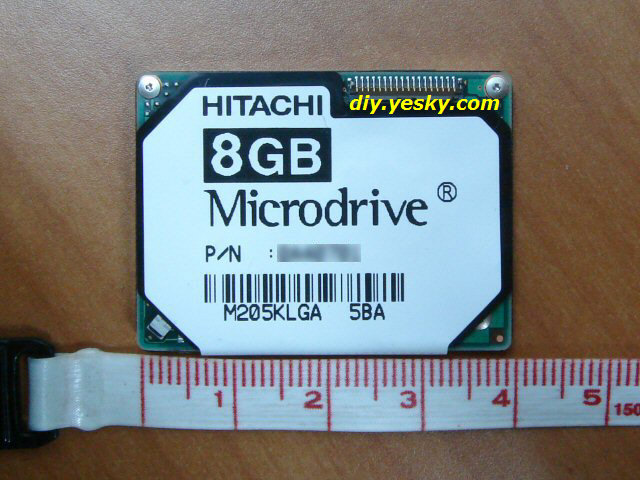 diy.yesky.com
HITACHI
8GB
Microdrive ®
P/N :
M205KLGA 5BA
1 2 3 4 5
150